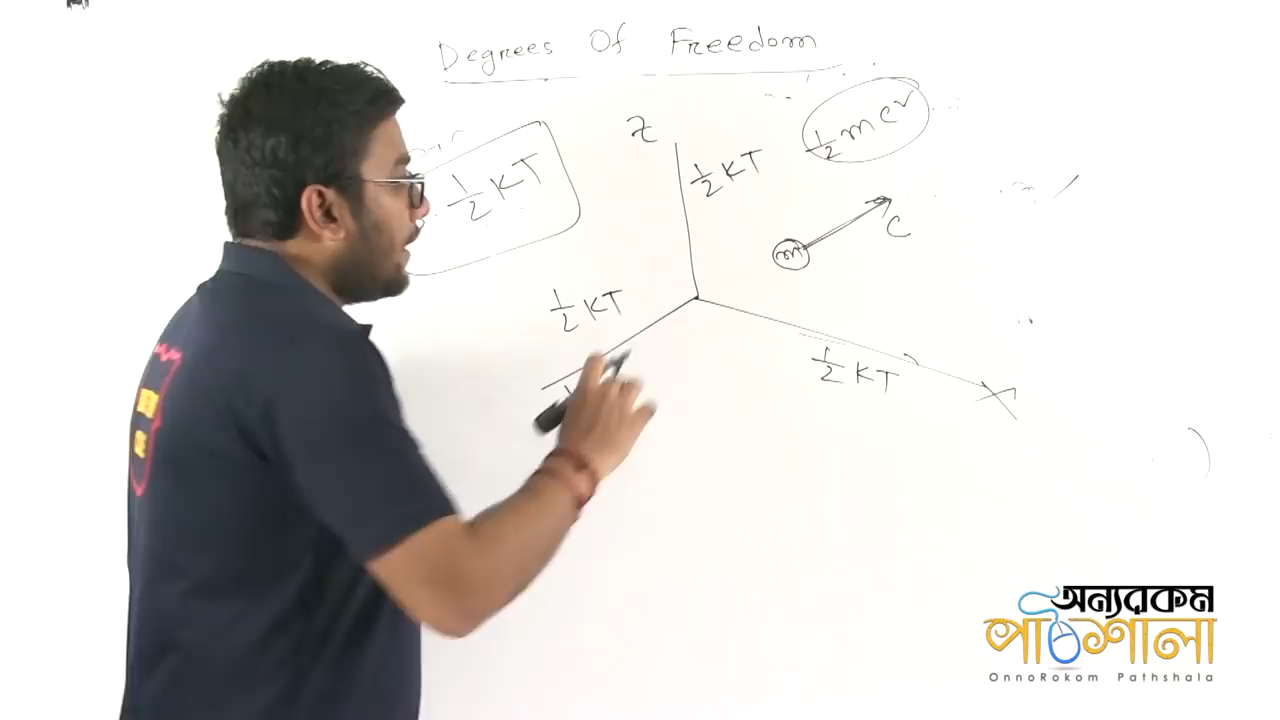 Degrees Of Freedom
1/2 KT
Z
1/2 KT
1/2 mc²
m
C
1/2 KT
1/2 KT
X
অন্যরকম
পাঠশালা
OnnoRokom Pathshala